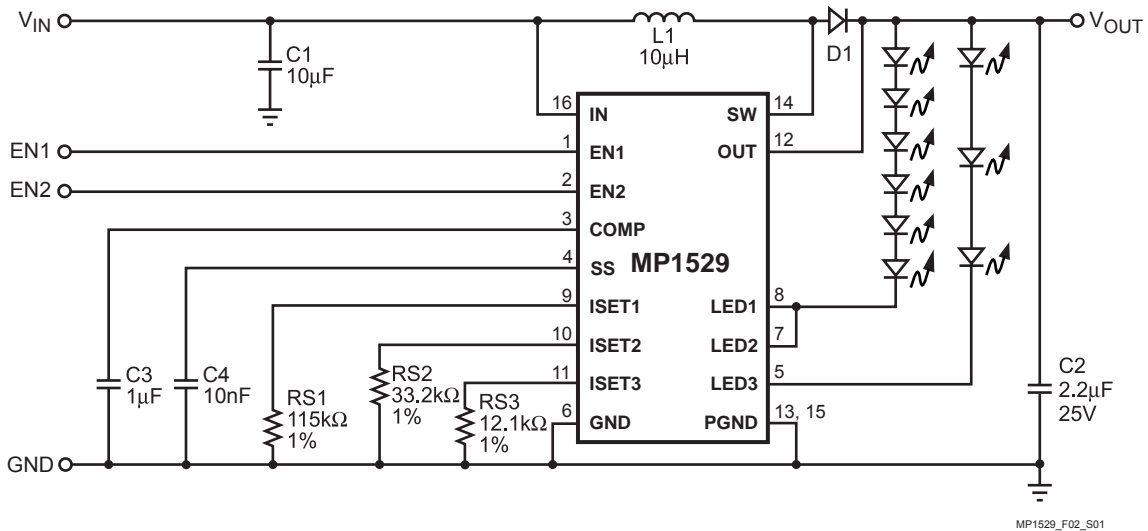 VIN
VOUT
L1
10µH
D1
C1
10µF
16
IN
SW
14
EN1
1
EN1
OUT
12
EN2
2
EN2
3
COMP
4
SS
MP1529
9
ISET1
LED1
8
10
ISET2
LED2
7
11
ISET3
LED3
5
6
GND
PGND
13, 15
C3
1µF
C4
10nF
RS1
115kΩ
1%
RS2
33.2kΩ
1%
RS3
12.1kΩ
1%
C2
2.2µF
25V
GND
MP1529_F02_S01